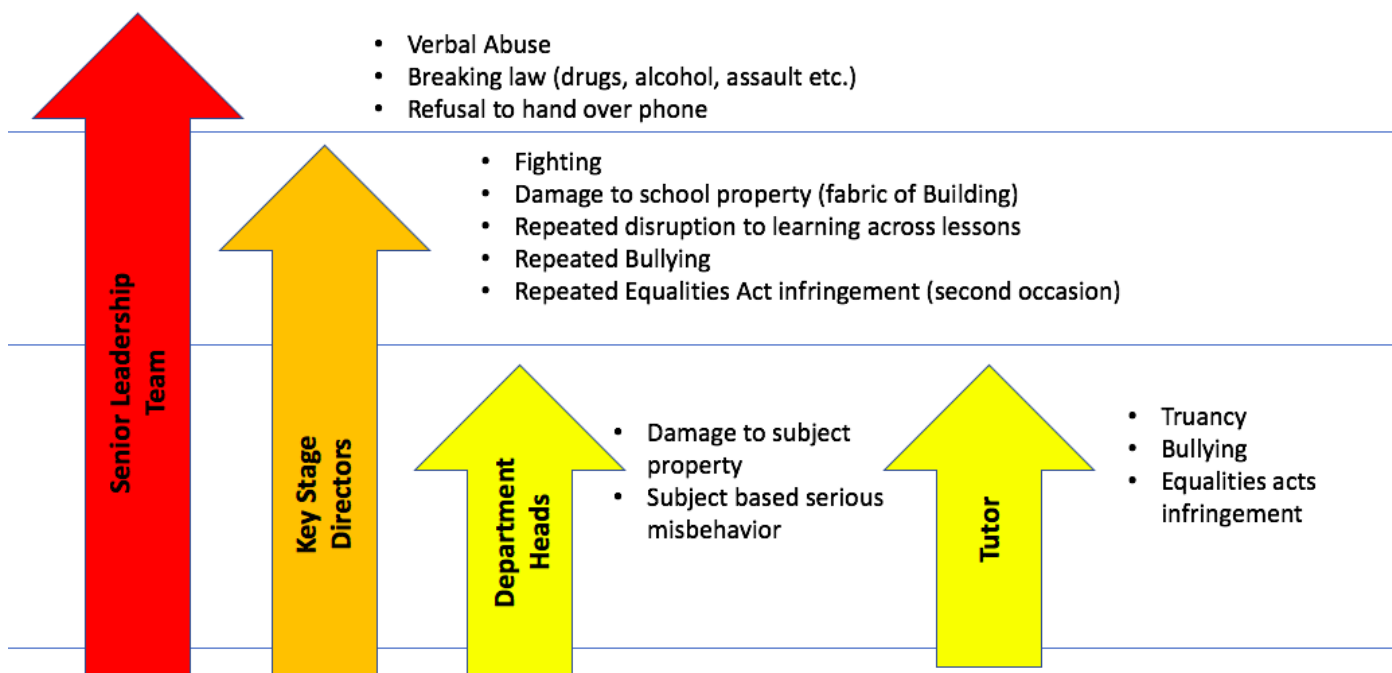 • Verbal Abuse
• Breaking law (drugs, alcohol, assault etc.)
• Refusal to hand over phone
• Fighting
• Damage to school property (fabric of Building)
• Repeated disruption to learning across lessons
• Repeated Bullying
• Repeated Equalities Act infringement (second occasion)
Senior Leadership
Team
Key Stage
Directors
Department
Heads
• Damage to subject
property
• Subject based serious
misbehavior
Tutor
• Truancy
• Bullying
• Equalities acts
infringement